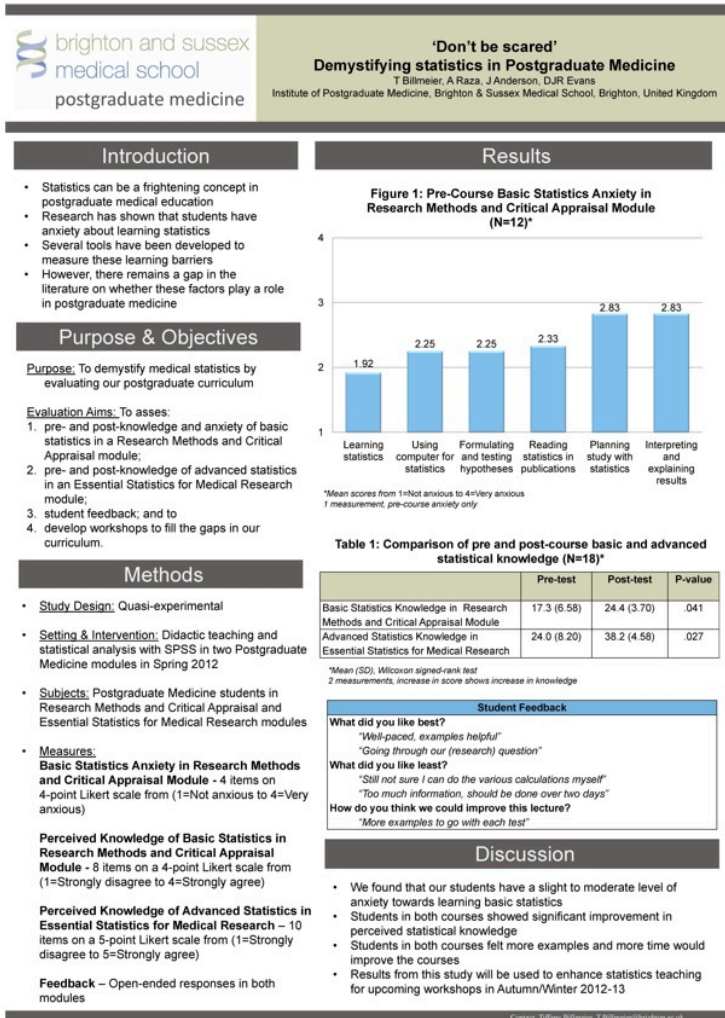 brighton and sussex
medical school
postgraduate medicine
‘Don’t be scared’
Demystifying statistics in Postgraduate Medicine
T Billmeier, A Raza, J Anderson, DJR Evans
Institute of Postgraduate Medicine, Brighton & Sussex Medical School, Brighton, United Kingdom
Introduction
• Statistics can be a frightening concept in
postgraduate medical education
• Research has shown that students have
anxiety about learning statistics
• Several tools have been developed to
measure these learning barriers
• However, there remains a gap in the
literature on whether these factors play a role
in postgraduate medicine
Purpose & Objectives
Purpose: To demystify medical statistics by
evaluating our postgraduate curriculum
Evaluation Aims: To asses:
1. pre- and post-knowledge and anxiety of basic
statistics in a Research Methods and Critical
Appraisal module;
2. pre- and post-knowledge of advanced statistics
in an Essential Statistics for Medical Research
module;
3. student feedback; and to
4. develop workshops to fill the gaps in our
curriculum.
Methods
• Study Design: Quasi-experimental
• Setting & Intervention: Didactic teaching and
statistical analysis with SPSS in two Postgraduate
Medicine modules in Spring 2012
• Subjects: Postgraduate Medicine students in
Research Methods and Critical Appraisal and
Essential Statistics for Medical Research modules
• Measures:
Basic Statistics Anxiety in Research Methods
and Critical Appraisal Module - 4 items on
4-point Likert scale from (1=Not anxious to 4=Very
anxious)
Perceived Knowledge of Basic Statistics in
Research Methods and Critical Appraisal
Module - 8 items on a 4-point Likert scale from
(1=Strongly disagree to 4=Strongly agree)
Perceived Knowledge of Advanced Statistics in
Essential Statistics for Medical Research – 10
items on a 5-point Likert scale from (1=Strongly
disagree to 5=Strongly agree)
Feedback – Open-ended responses in both
modules
Results
Figure 1: Pre-Course Basic Statistics Anxiety in
Research Methods and Critical Appraisal Module
(N=12)*
4
3
2
1
1.92
2.25
2.25
2.33
2.83
2.83
Learning
statistics
Using
computer for
statistics
Formulating
and testing
hypotheses
Reading
statistics in
publications
Planning
study with
statistics
Interpreting
and
explaining
results
*Mean scores from 1=Not anxious to 4=Very anxious
1 measurement, pre-course anxiety only
Table 1: Comparison of pre and post-course basic and advanced
statistical knowledge (N=18)*
Pre-test Post-test P-value
Basic Statistics Knowledge in Research
Methods and Critical Appraisal Module
17.3 (6.58) 24.4 (3.70) .041
Advanced Statistics Knowledge in
Essential Statistics for Medical Research
24.0 (8.20) 38.2 (4.58) .027
*Mean (SD), Wilcoxon signed-rank test
2 measurements, increase in score shows increase in knowledge
Student Feedback
What did you like best?
“Well-paced, examples helpful”
“Going through our (research) question”
What did you like least?
“Still not sure I can do the various calculations myself”
“Too much information, should be done over two days”
How do you think we could improve this lecture?
“More examples to go with each test”
Discussion
• We found that our students have a slight to moderate level of
anxiety towards learning basic statistics
• Students in both courses showed significant improvement in
perceived statistical knowledge
• Students in both courses felt more examples and more time would
improve the courses
• Results from this study will be used to enhance statistics teaching
for upcoming workshops in Autumn/Winter 2012-13
Contact: Tiffany Billmeier, T.Billmeier@brighton.ac.uk